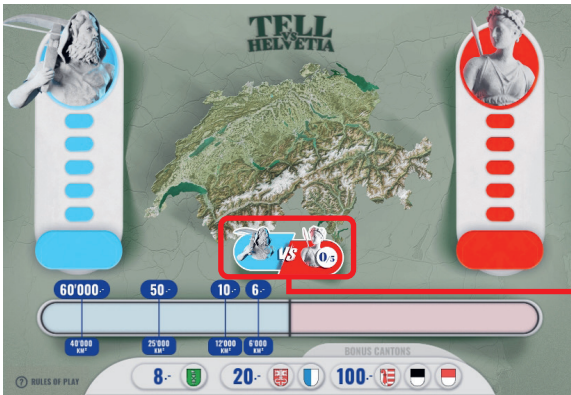 TELL
VS
HELVETIA
VS 0/5
60'000.- 50.- 10.- 6.-
40'000 KM² 25'000 KM² 12'000 KM² 6'000 KM²
BONUS CANTONS
? RULES OF PLAY
8.- 20.- 100.-